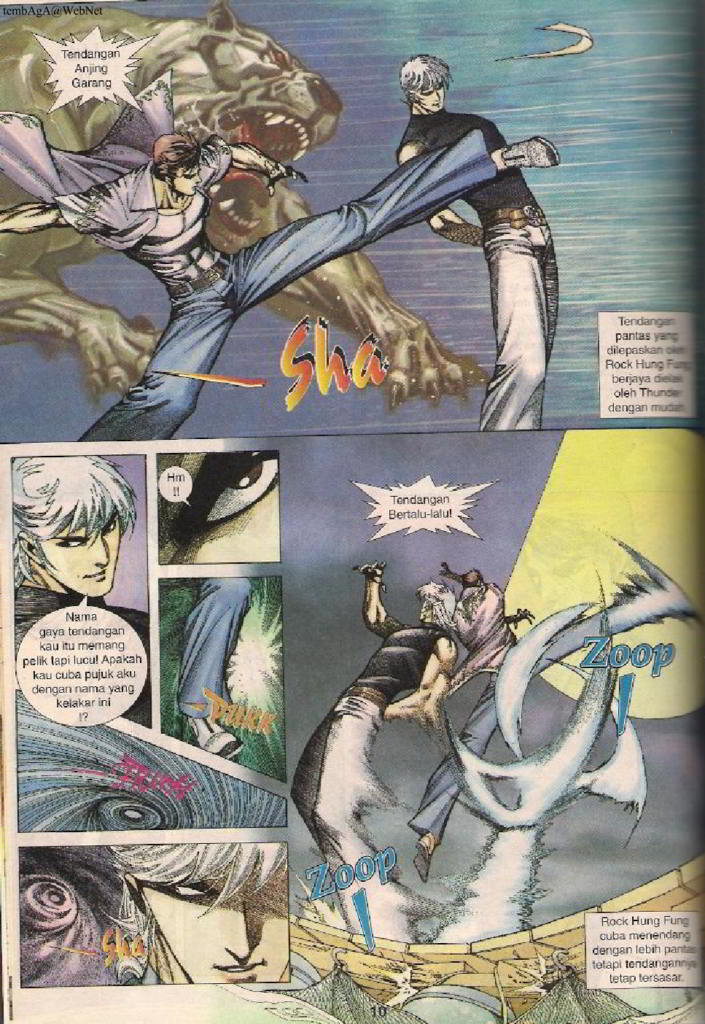 tembAgA@WebNet
Tendangan
Anjing
Garang
Sha
Tendangan
pantas yang
dilepaskan oleh
Rock Hung Fung
berjaya dielak
oleh Thunder
dengan mudah.
Nama
gaya tendangan
kau itu memang
pelik tapi lucu! Apakah
kau cuba pujuk aku
dengan nama yang
kelakar ini
!?
Hm
!!
Tendangan
Bertalu-lalu!
Zoop
!
Zoop
!
Sha
Rock Hung Fung
cuba menendang
dengan lebih pantas
tetapi tendangannya
tetap tersasar.
10